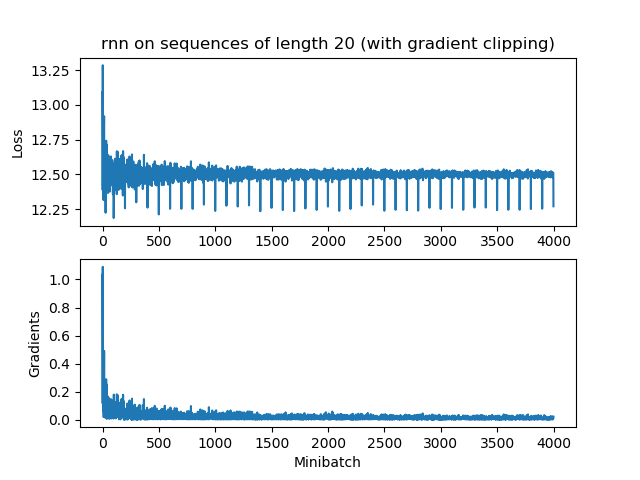 rnn on sequences of length 20 (with gradient clipping)
13.25
13.00
12.75
12.50
12.25
Loss
0 500 1000 1500 2000 2500 3000 3500 4000
1.0
0.8
0.6
0.4
0.2
0.0
Gradients
0 500 1000 1500 2000 2500 3000 3500 4000
Minibatch